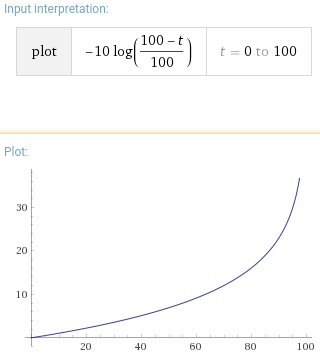 Input interpretation:
plot −10 log(100 − t / 100) t = 0 to 100
Plot:
30
20
10
20 40 60 80 100